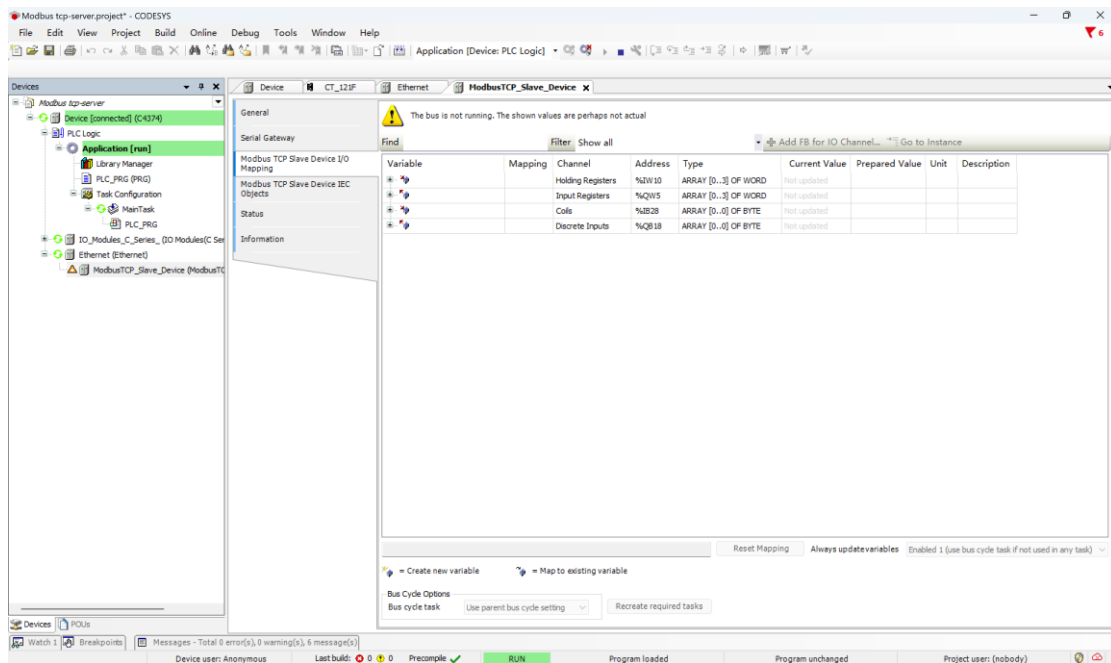 Modbus tcp-server.project* - CODESYS
File Edit View Project Build Online Debug Tools Window Help
Application [Device: PLC Logic]
6
Devices
Modbus tcp-server
Device [connected] (C4374)
PLC Logic
Application [run]
Library Manager
PLC_PRG (PRG)
Task Configuration
MainTask
PLC_PRG
IO_Modules_C_Series_ (IO Modules(C Ser
Ethernet (Ethernet)
ModbusTCP_Slave_Device (ModbusTC
Devices POUs
Device CT_121F Ethernet ModbusTCP_Slave_Device
General
Serial Gateway
Modbus TCP Slave Device I/O
Mapping
Modbus TCP Slave Device IEC
Objects
Status
Information
The bus is not running. The shown values are perhaps not actual
Find Filter Show all Add FB for IO Channel... Go to Instance
Variable Mapping Channel Address Type Current Value Prepared Value Unit Description
Holding Registers %IW10 ARRAY [0..3] OF WORD Not updated
Input Registers %QW5 ARRAY [0..3] OF WORD Not updated
Coils %IB28 ARRAY [0..0] OF BYTE Not updated
Discrete Inputs %QB18 ARRAY [0..0] OF BYTE Not updated
Reset Mapping Always update variables Enabled 1 (use bus cycle task if not used in any task)
= Create new variable = Map to existing variable
Bus Cycle Options
Bus cycle task Use parent bus cycle setting Recreate required tasks
Watch 1 Breakpoints Messages - Total 0 error(s), 0 warning(s), 6 message(s)
Device user: Anonymous Last build: 0 0 Precompile RUN Program loaded Program unchanged Project user: (nobody)